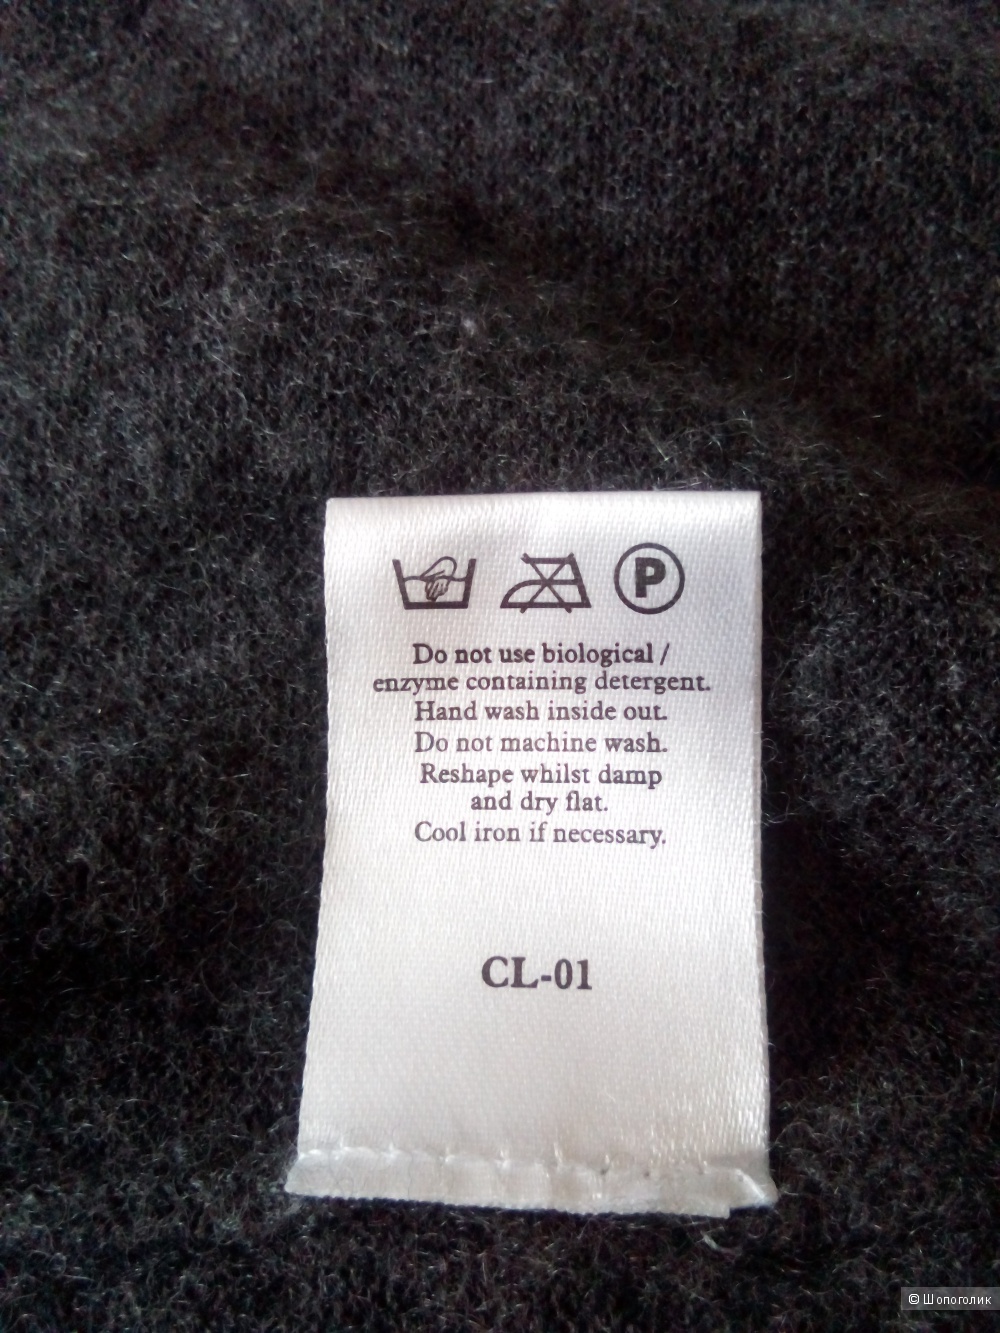 P
Do not use biological /
enzyme containing detergent.
Hand wash inside out.
Do not machine wash.
Reshape whilst damp
and dry flat.
Cool iron if necessary.
CL-01
© Шопоголик